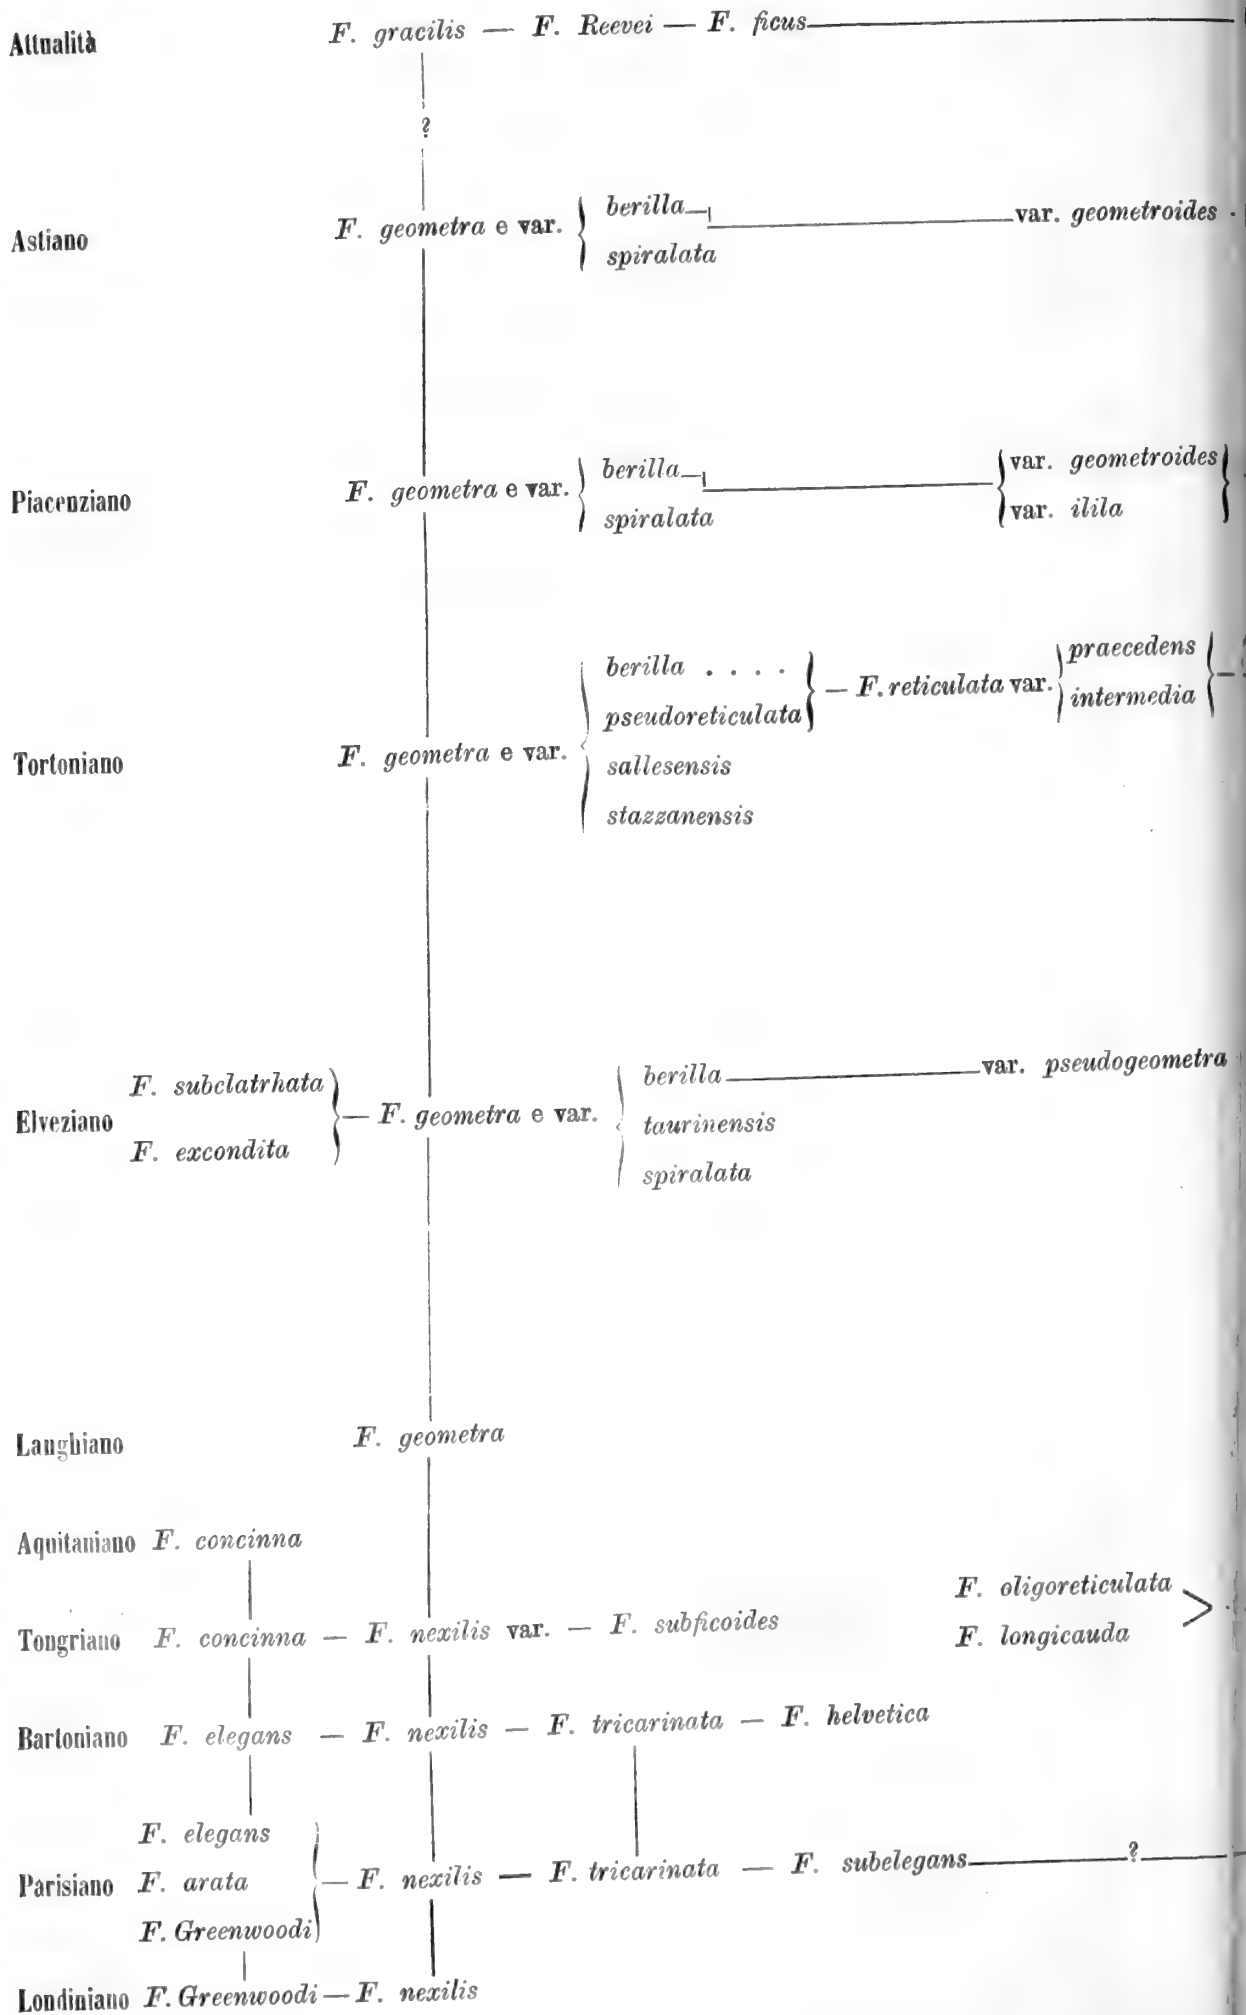 Attualità F. gracilis — F. Reevei — F. ficus
?
berilla
Astiano F. geometra e var. var. geometroides
spiralata
berilla var. geometroides
Piacenziano F. geometra e var.
spiralata var. ilila
berilla . . . . praecedens
— F. reticulata var.
pseudoreticulata intermedia
Tortoniano F. geometra e var.
sallesensis
stazzanensis
F. subclatrhata berilla var. pseudogeometra
Elveziano — F. geometra e var. taurinensis
F. excondita spiralata
Langhiano F. geometra
Aquitaniano F. concinna
F. oligoreticulata
Tongriano F. concinna — F. nexilis var. — F. subficoides
F. longicauda
Bartoniano F. elegans — F. nexilis — F. tricarinata — F. helvetica
F. elegans
Parisiano F. arata — F. nexilis — F. tricarinata — F. subelegans ?
F. Greenwoodi
Londiniano F. Greenwoodi — F. nexilis